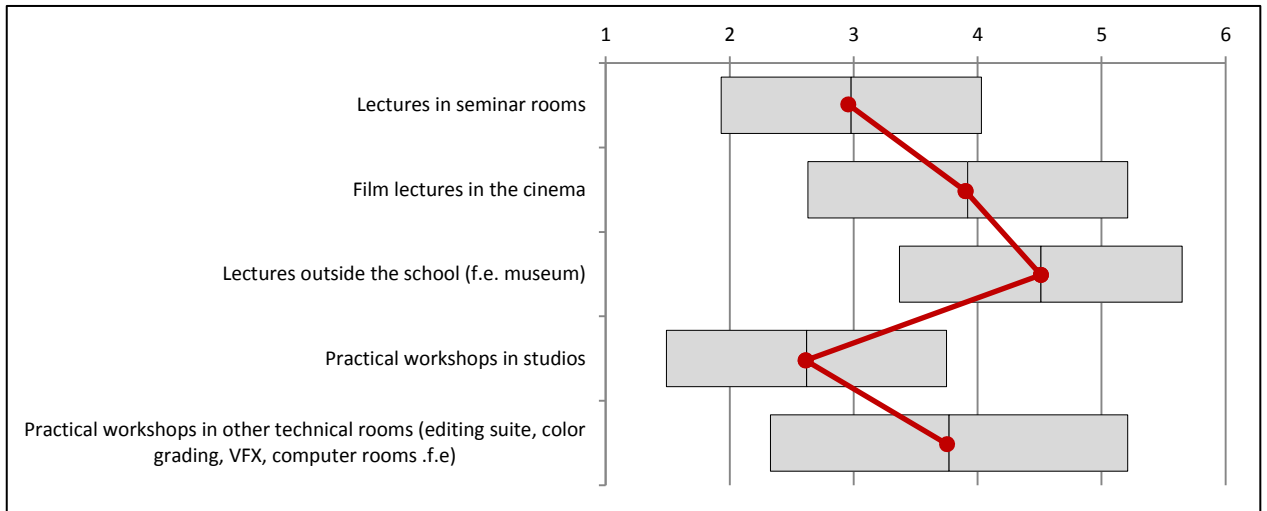 1 2 3 4 5 6
Lectures in seminar rooms
Film lectures in the cinema
Lectures outside the school (f.e. museum)
Practical workshops in studios
Practical workshops in other technical rooms (editing suite, color
grading, VFX, computer rooms .f.e)